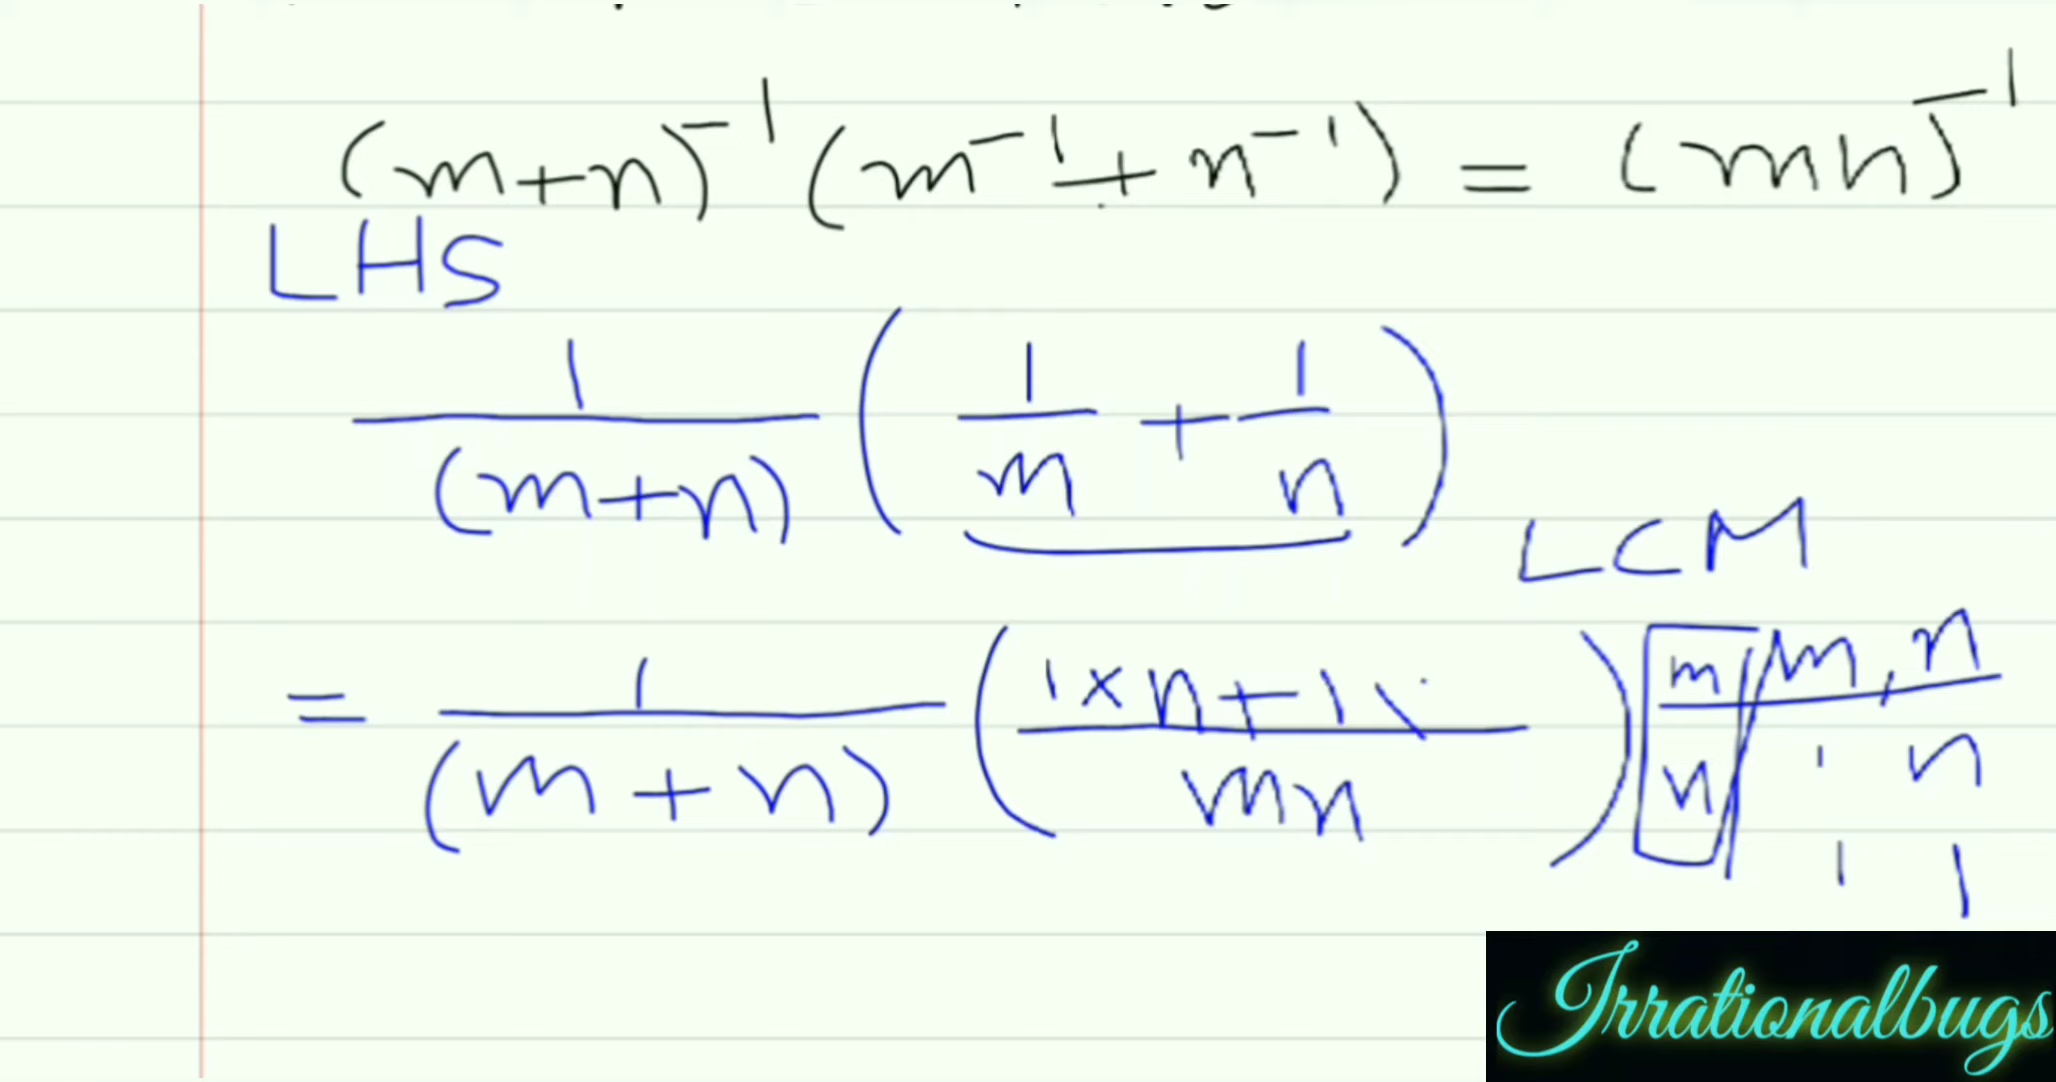 (m+n)⁻¹(m⁻¹+n⁻¹) = (mn)⁻¹
LHS
1/(m+n) (1/m + 1/n)
LCM
= 1/(m+n) ((1×n+1\)/mn) m | m, n
n | 1 n
1 1
Irrationalbugs